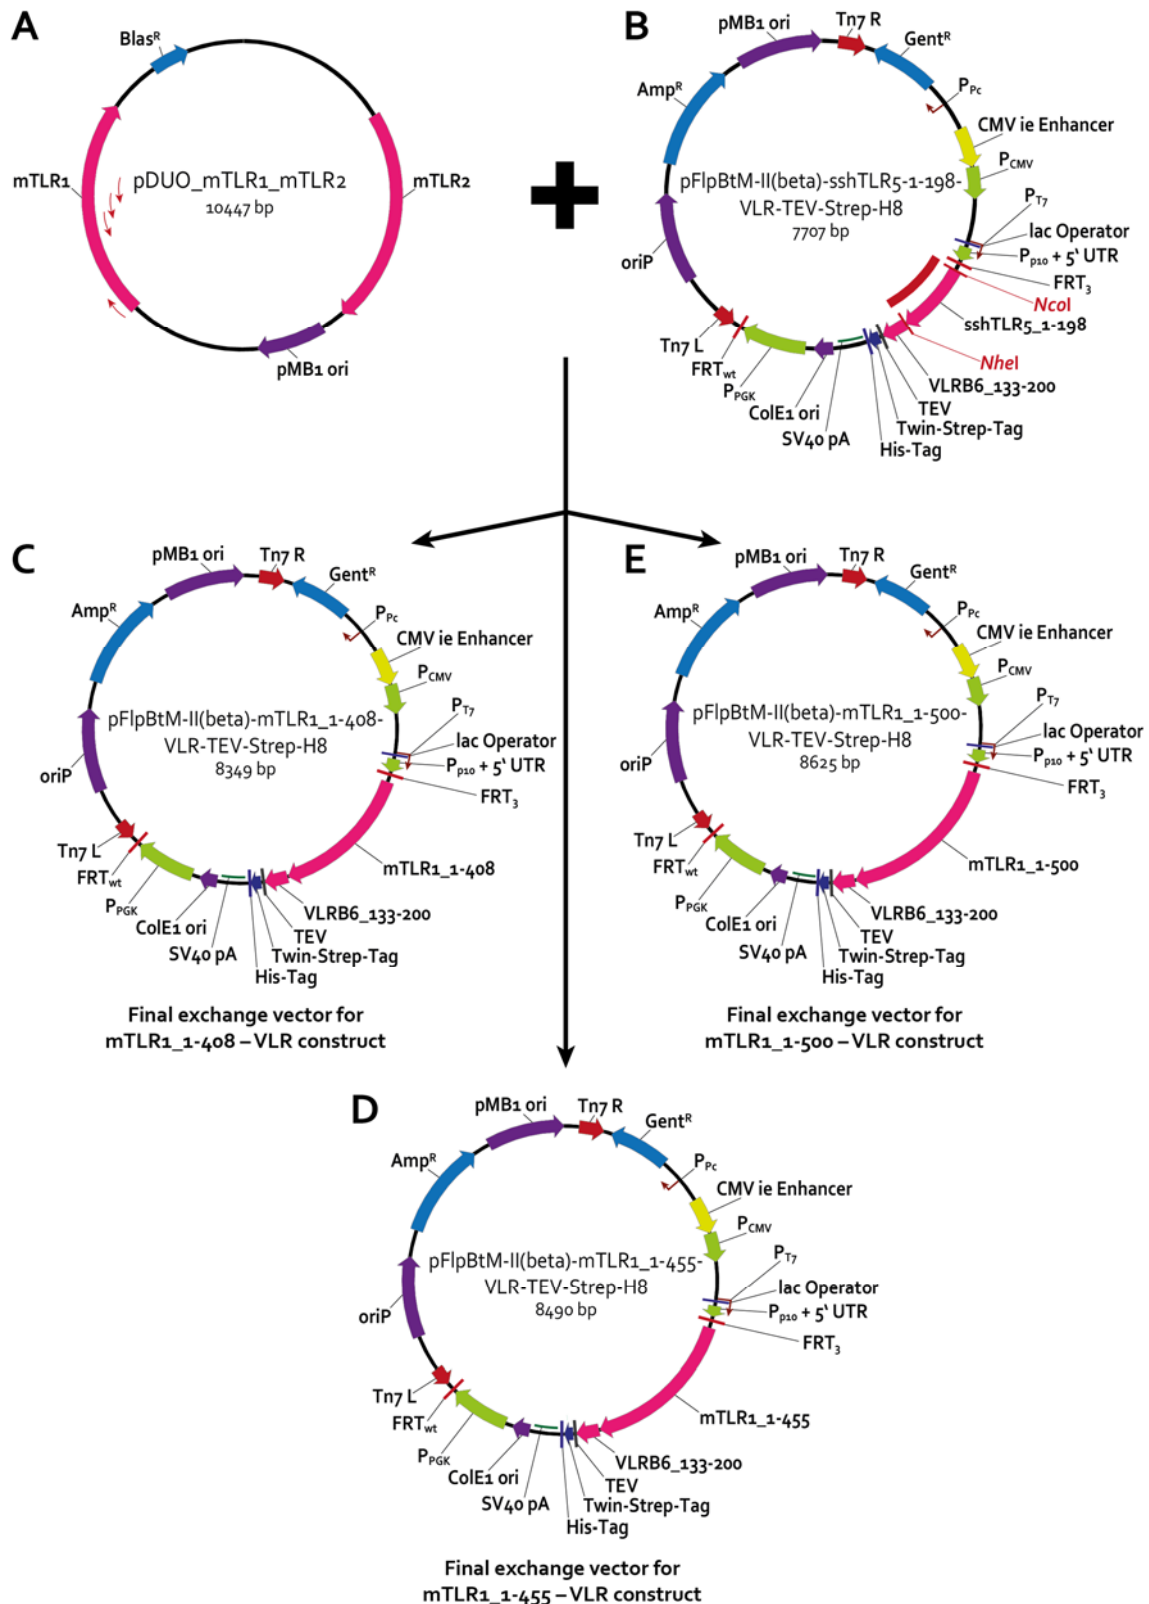 A
Blasᴿ
mTLR1
pDUO_mTLR1_mTLR2
10447 bp
mTLR2
pMB1 ori
B
pMB1 ori
Tn7 R
Gentᴿ
Ampᴿ
PPc
CMV ie Enhancer
PCMV
pFlpBtM-II(beta)-sshTLR5-1-198-
VLR-TEV-Strep-H8
7707 bp
PT7
lac Operator
Pp10 + 5‘ UTR
FRT3
NcoI
sshTLR5_1-198
NheI
VLRB6_133-200
TEV
Twin-Strep-Tag
His-Tag
SV40 pA
ColE1 ori
PPGK
FRTwt
Tn7 L
oriP
C
pMB1 ori
Tn7 R
Gentᴿ
Ampᴿ
PPc
CMV ie Enhancer
PCMV
pFlpBtM-II(beta)-mTLR1_1-408-
VLR-TEV-Strep-H8
8349 bp
PT7
lac Operator
Pp10 + 5‘ UTR
FRT3
mTLR1_1-408
VLRB6_133-200
TEV
Twin-Strep-Tag
His-Tag
SV40 pA
ColE1 ori
PPGK
FRTwt
Tn7 L
oriP
Final exchange vector for
mTLR1_1-408 – VLR construct
E
pMB1 ori
Tn7 R
Gentᴿ
Ampᴿ
PPc
CMV ie Enhancer
PCMV
pFlpBtM-II(beta)-mTLR1_1-500-
VLR-TEV-Strep-H8
8625 bp
PT7
lac Operator
Pp10 + 5‘ UTR
FRT3
mTLR1_1-500
VLRB6_133-200
TEV
Twin-Strep-Tag
His-Tag
SV40 pA
ColE1 ori
PPGK
FRTwt
Tn7 L
oriP
Final exchange vector for
mTLR1_1-500 – VLR construct
D
pMB1 ori
Tn7 R
Gentᴿ
Ampᴿ
PPc
CMV ie Enhancer
PCMV
pFlpBtM-II(beta)-mTLR1_1-455-
VLR-TEV-Strep-H8
8490 bp
PT7
lac Operator
Pp10 + 5‘ UTR
FRT3
mTLR1_1-455
VLRB6_133-200
TEV
Twin-Strep-Tag
His-Tag
SV40 pA
ColE1 ori
PPGK
FRTwt
Tn7 L
oriP
Final exchange vector for
mTLR1_1-455 – VLR construct